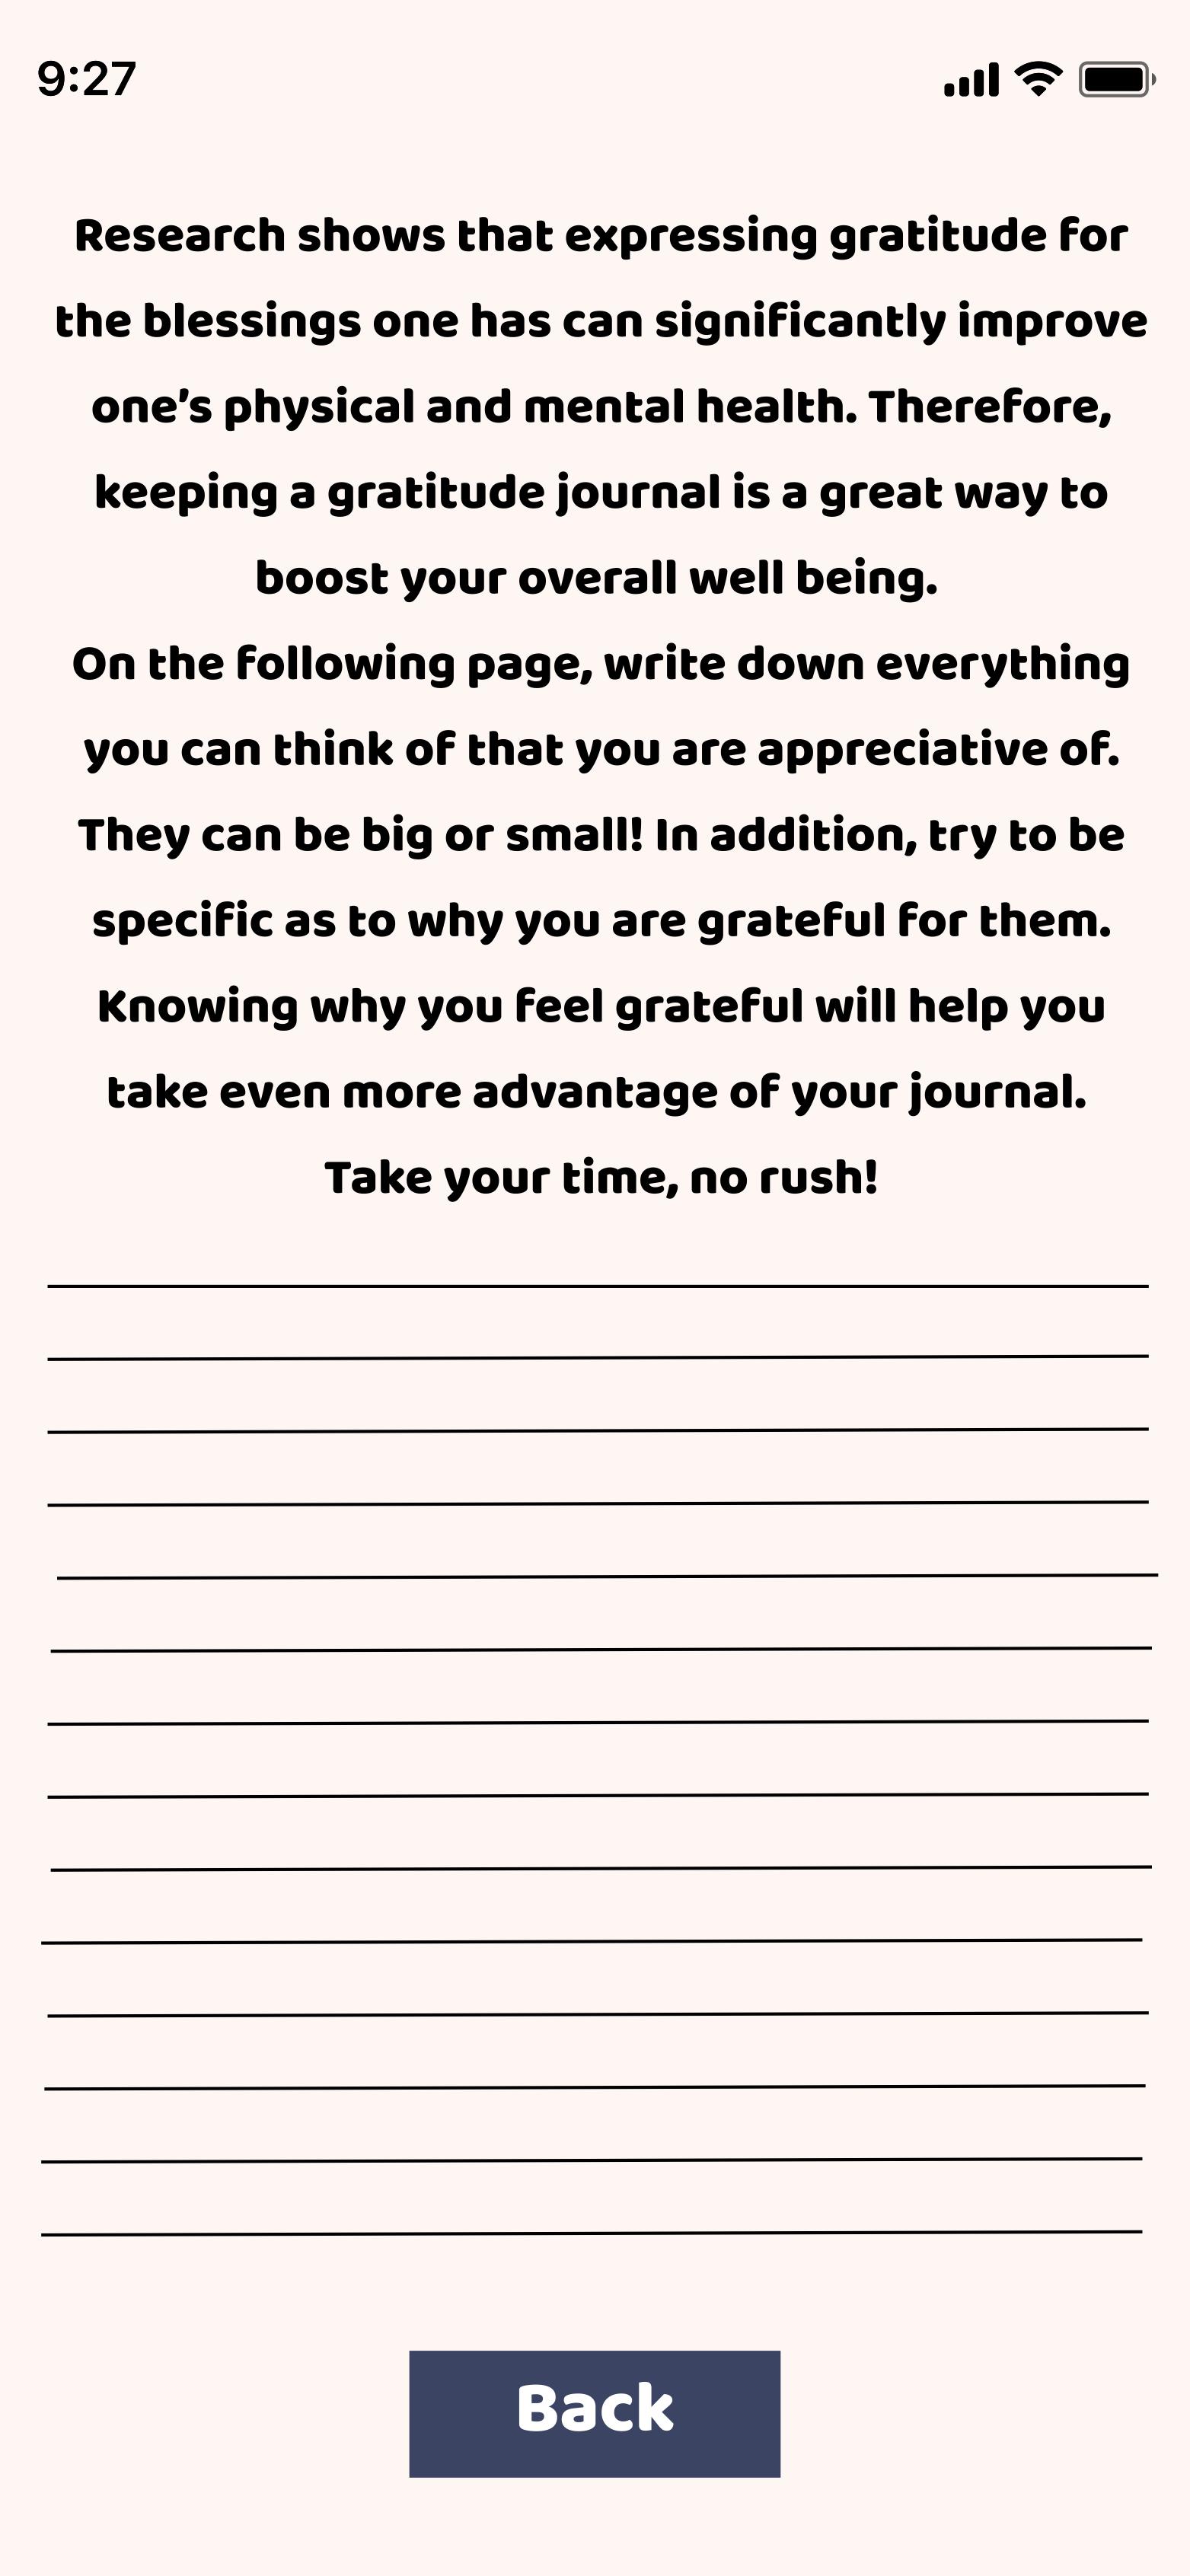 9:27
Research shows that expressing gratitude for
the blessings one has can significantly improve
one’s physical and mental health. Therefore,
keeping a gratitude journal is a great way to
boost your overall well being.
On the following page, write down everything
you can think of that you are appreciative of.
They can be big or small! In addition, try to be
specific as to why you are grateful for them.
Knowing why you feel grateful will help you
take even more advantage of your journal.
Take your time, no rush!
Back